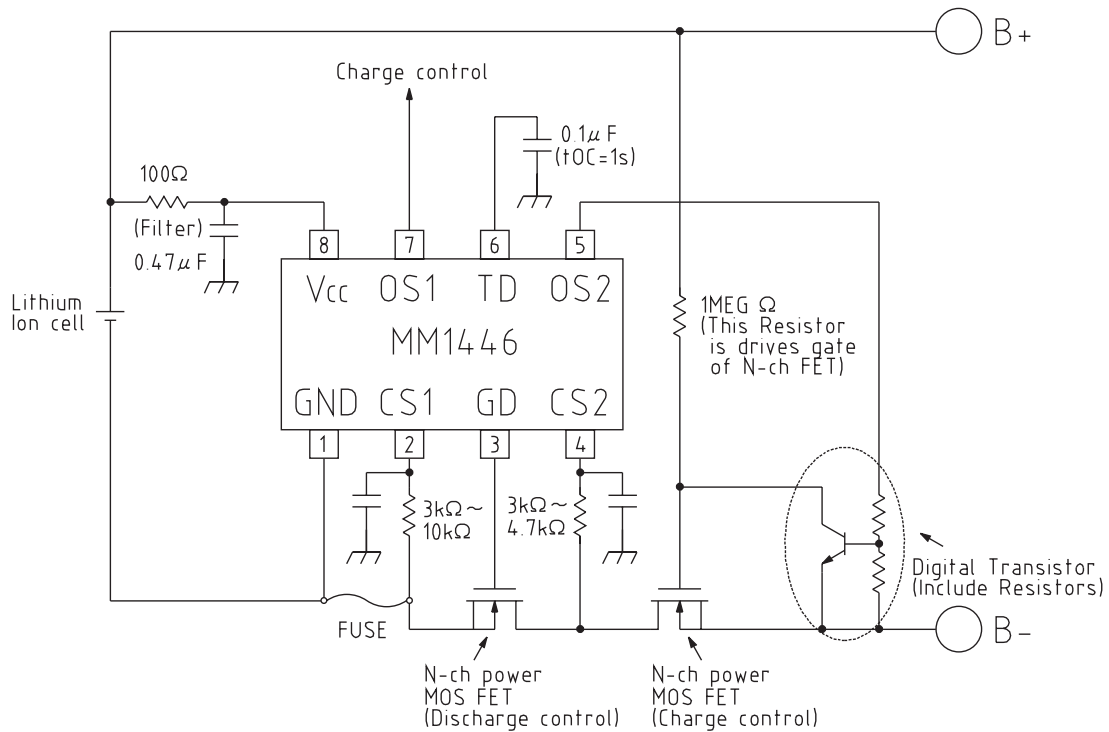 B+
Charge control
0.1μF
(tOC=1s)
100Ω
(Filter)
0.47μF
8 7 6 5
Vcc OS1 TD OS2
Lithium
Ion cell
MM1446
1MEG Ω
(This Resistor
is drives gate
of N-ch FET)
GND CS1 GD CS2
1 2 3 4
3kΩ～
10kΩ
3kΩ～
4.7kΩ
Digital Transistor
(Include Resistors)
FUSE
B-
N-ch power
MOS FET
(Discharge control)
N-ch power
MOS FET
(Charge control)